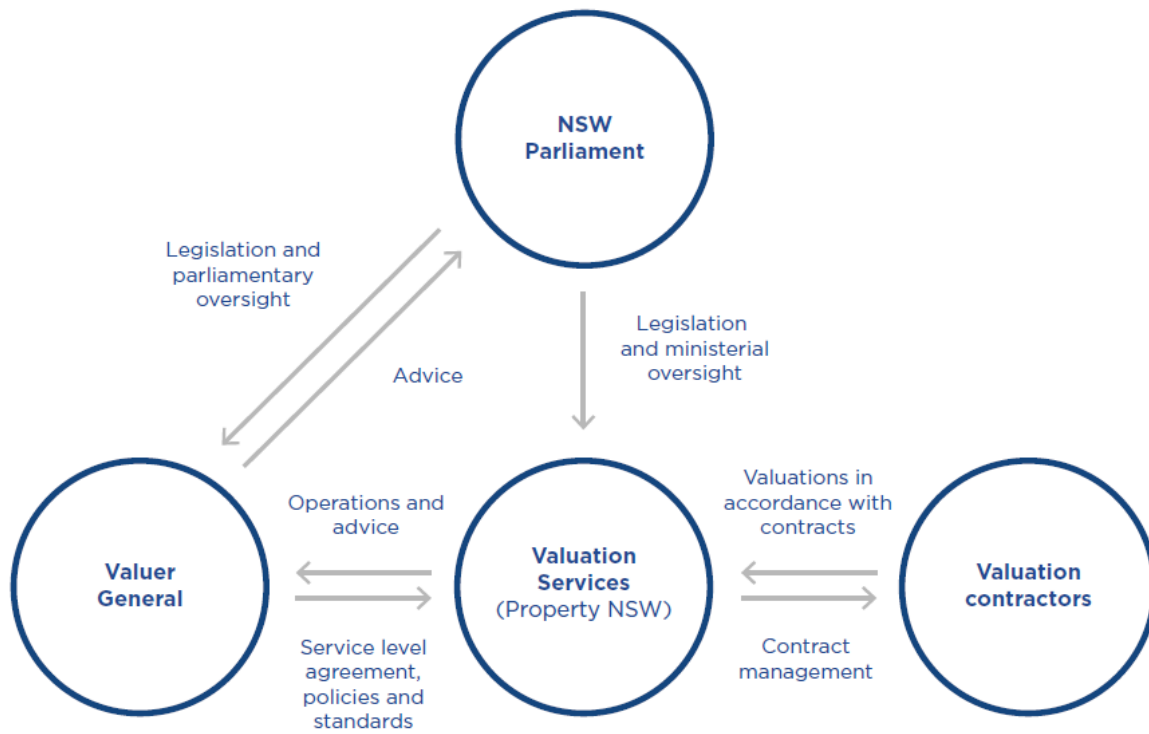 NSW
Parliament
Legislation and
parliamentary
oversight
Advice
Legislation
and ministerial
oversight
Operations and
advice
Valuations in
accordance with
contracts
Valuer
General
Valuation
Services
(Property NSW)
Valuation
contractors
Service level
agreement,
policies and
standards
Contract
management